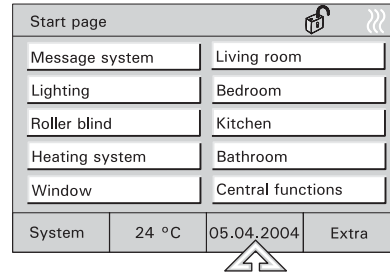 Start page
Message system Living room
Lighting Bedroom
Roller blind Kitchen
Heating system Bathroom
Window Central functions
System 24 °C 05.04.2004 Extra